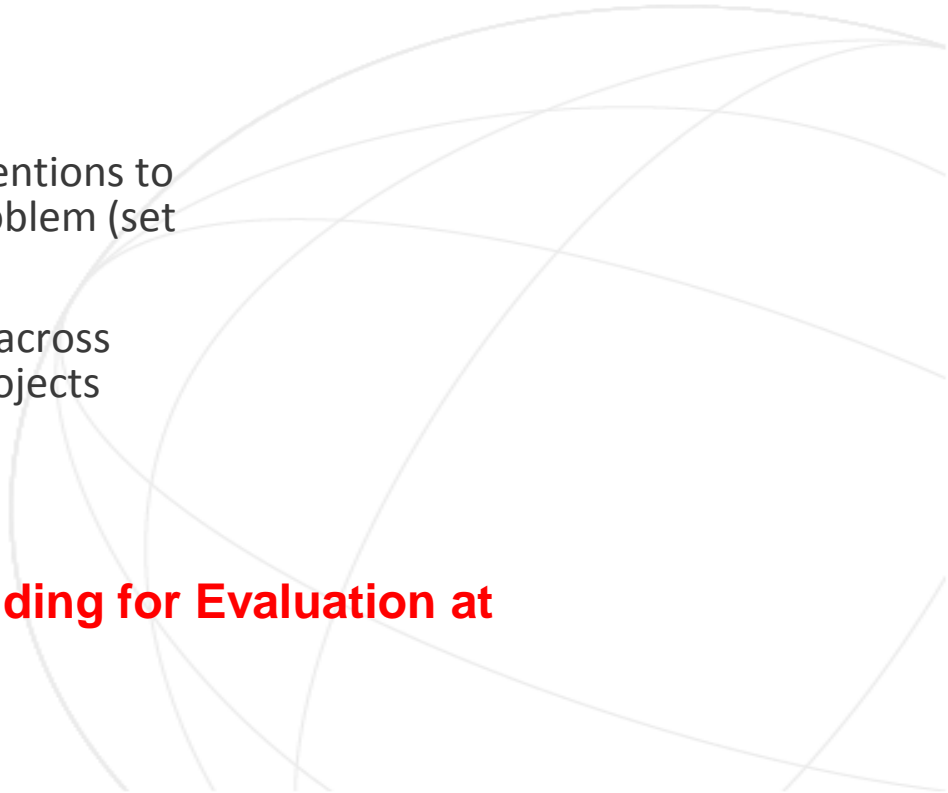 entions to
oblem (set
across
ojects
ding for Evaluation at